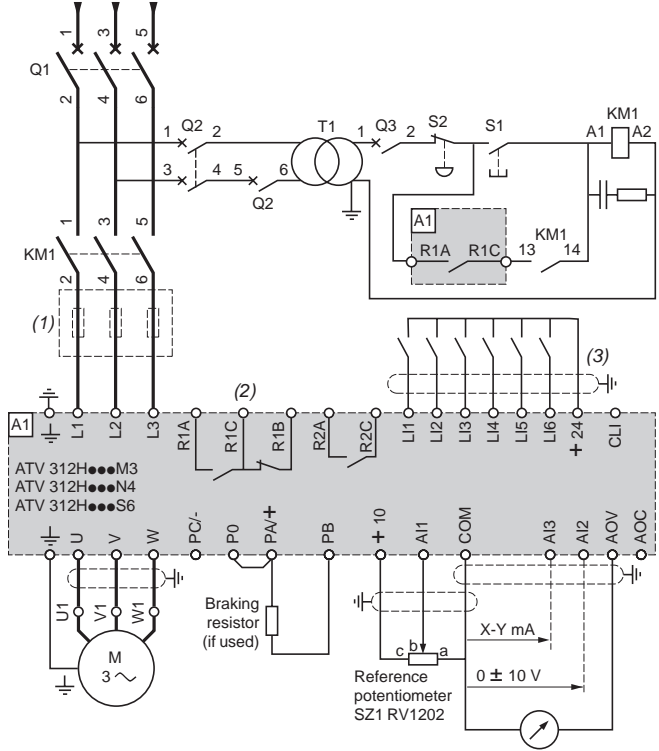 1 3 5
Q1
2 4 6
1 Q2 2
T1
1 Q3 2
S2
S1
KM1
A1 A2
3 4 5 6
Q2
A1
R1A R1C
13 KM1 14
1 3 5
KM1
2 4 6
(1)
(2)
(3)
A1
L1 L2 L3 R1A R1C R1B R2A R2C LI1 LI2 LI3 LI4 LI5 LI6 + 24 CLI
ATV 312H●●●M3
ATV 312H●●●N4
ATV 312H●●●S6
U V W PC/- P0 PA/+ PB + 10 AI1 COM AI3 AI2 AOV AOC
U1 V1 W1
M
3 ~
Braking
resistor
(if used)
c b a
Reference
potentiometer
SZ1 RV1202
X-Y mA
0 ± 10 V